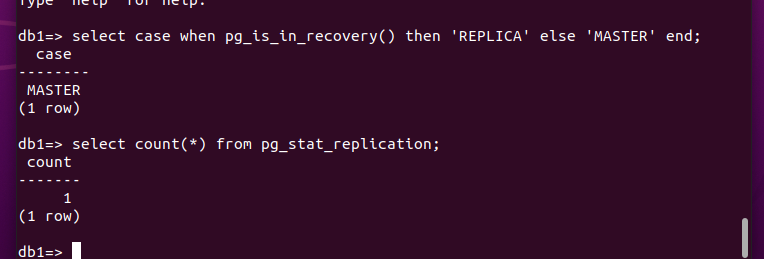 Type "help" for help.
db1=> select case when pg_is_in_recovery() then 'REPLICA' else 'MASTER' end;
case
--------
MASTER
(1 row)
db1=> select count(*) from pg_stat_replication;
count
-------
1
(1 row)
db1=>